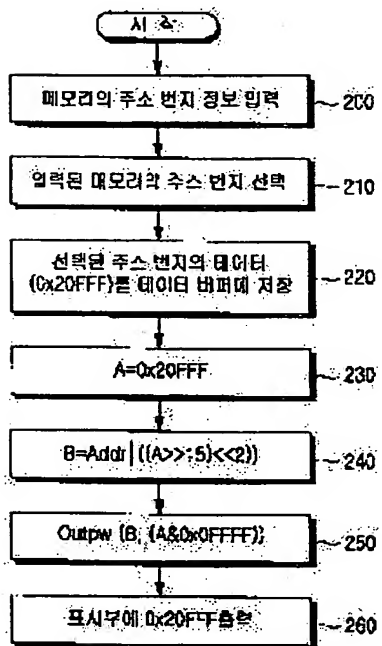 시 작
메모리의 주소 번지 정보 입력
200
입력된 메모리의 주소 번지 선택
210
선택된 주소 번지의 데이터
(0x20FFF)를 데이터 버퍼에 저장
220
A=0x20FFF
230
B=Addr|((A>>15)<<2))
240
Outpw (B, (A&0x0FFFF))
250
표시부에 0x20FFF출력
260